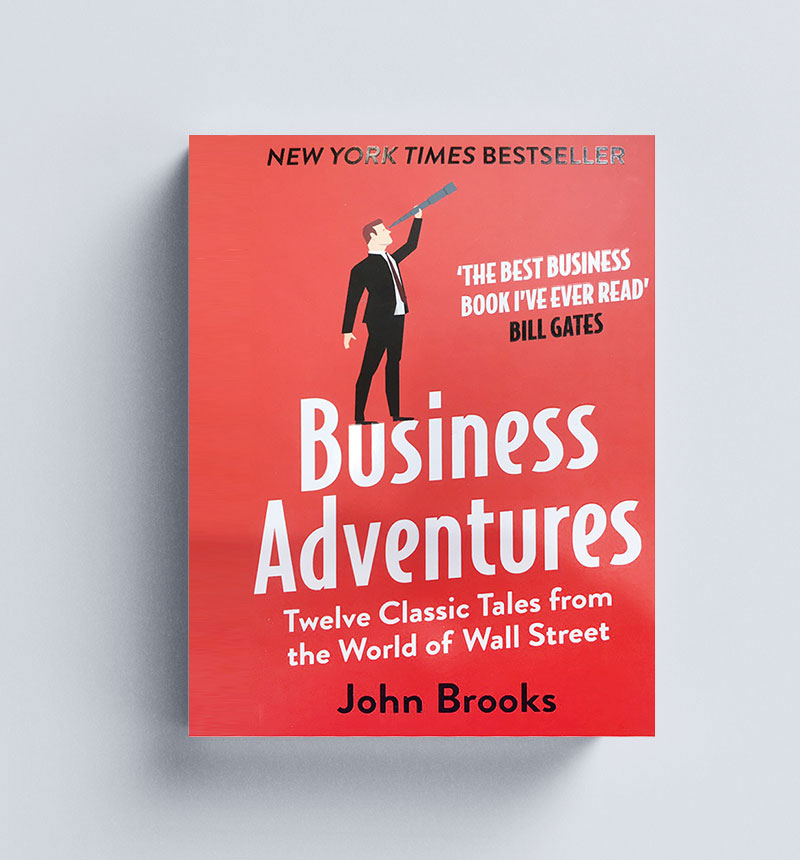 NEW YORK TIMES BESTSELLER
‘THE BEST BUSINESS
BOOK I'VE EVER READ’
BILL GATES
Business
Adventures
Twelve Classic Tales from
the World of Wall Street
John Brooks